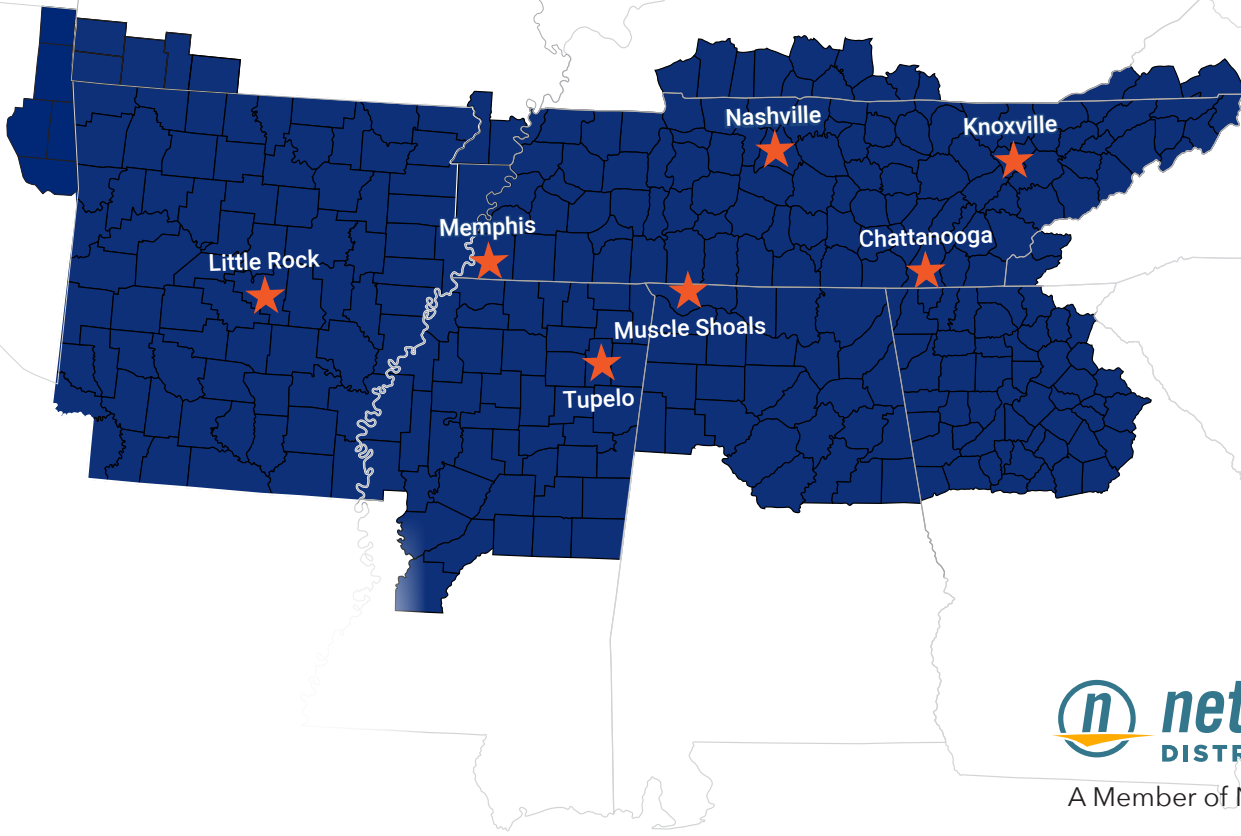 Nashville
Knoxville
Memphis
Chattanooga
Little Rock
Muscle Shoals
Tupelo
n
A Member of